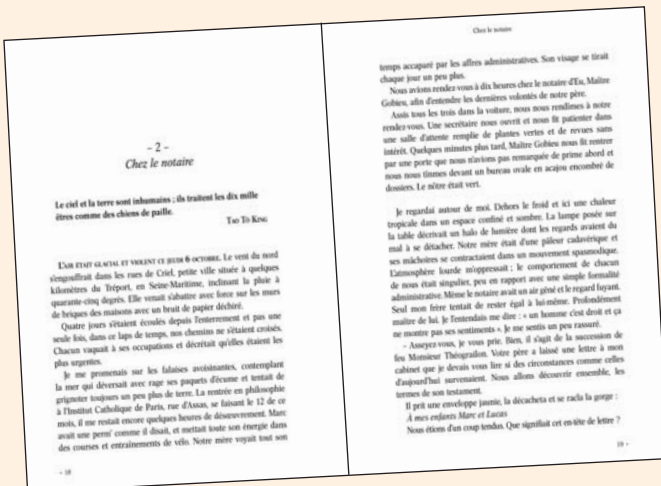 – 2 –
Chez le notaire
Le ciel et la terre sont inhumains ; ils traitent les dix mille
êtres comme des chiens de paille.
Tao Tö King
L'air était glacial et violent ce jeudi 6 octobre. Le vent du nord
s'engouffrait dans les rues de Criel, petite ville située à quelques
kilomètres du Tréport, en Seine-Maritime, inclinant la pluie à
quarante-cinq degrés. Elle venait s'abattre avec force sur les murs
de briques des maisons avec un bruit de papier déchiré.
Quatre jours s'étaient écoulés depuis l'enterrement et pas une
seule fois, dans ce laps de temps, nos chemins ne s'étaient croisés.
Chacun vaquait à ses occupations et décrétait qu'elles étaient les
plus urgentes.
Je me promenais sur les falaises avoisinantes, contemplant
la mer qui déversait avec rage ses paquets d'écume et tentait de
grignoter toujours un peu plus de terre. La rentrée en philosophie
à l'Institut Catholique de Paris, rue d'Assas, se faisant le 12 de ce
mois, il me restait encore quelques heures de désœuvrement. Marc
avait une perm' comme il disait, et mettait toute son énergie dans
des courses et entraînements de vélo. Notre mère voyait tout son
- 18
Chez le notaire
temps accaparé par les affres administratives. Son visage se tirait
chaque jour un peu plus.
Nous avions rendez-vous à dix heures chez le notaire d'Eu, Maître
Gobieu, afin d'entendre les dernières volontés de notre père.
Assis tous les trois dans la voiture, nous nous rendîmes à notre
rendez-vous. Une secrétaire nous ouvrit et nous fit patienter dans
une salle d'attente remplie de plantes vertes et de revues sans
intérêt. Quelques minutes plus tard, Maître Gobieu nous fit rentrer
par une porte que nous n'avions pas remarquée de prime abord et
nous nous tînmes devant un bureau ovale en acajou encombré de
dossiers. Le nôtre était vert.
Je regardai autour de moi. Dehors le froid et ici une chaleur
tropicale dans un espace confiné et sombre. La lampe posée sur
la table décrivait un halo de lumière dont les regards avaient du
mal à se détacher. Notre mère était d'une pâleur cadavérique et
ses mâchoires se contractaient dans un mouvement spasmodique.
L'atmosphère lourde m'oppressait ; le comportement de chacun
de nous était singulier, peu en rapport avec une simple formalité
administrative. Même le notaire avait un air gêné et le regard fuyant.
Seul mon frère tentait de rester égal à lui-même. Profondément
maître de lui. Je l'entendais me dire : « un homme c'est droit et ça
ne montre pas ses sentiments ». Je me sentis un peu rassuré.
– Asseyez-vous, je vous prie. Bien, il s'agit de la succession de
feu Monsieur Théograillon. Votre père a laissé une lettre à mon
cabinet que je devais vous lire si des circonstances comme celles
d'aujourd'hui survenaient. Nous allons découvrir ensemble, les
termes de son testament.
Il prit une enveloppe jaunie, la décacheta et se racla la gorge :
À mes enfants Marc et Lucas
Nous étions d'un coup tendus. Que signifiait cet en-tête de lettre ?
19 -